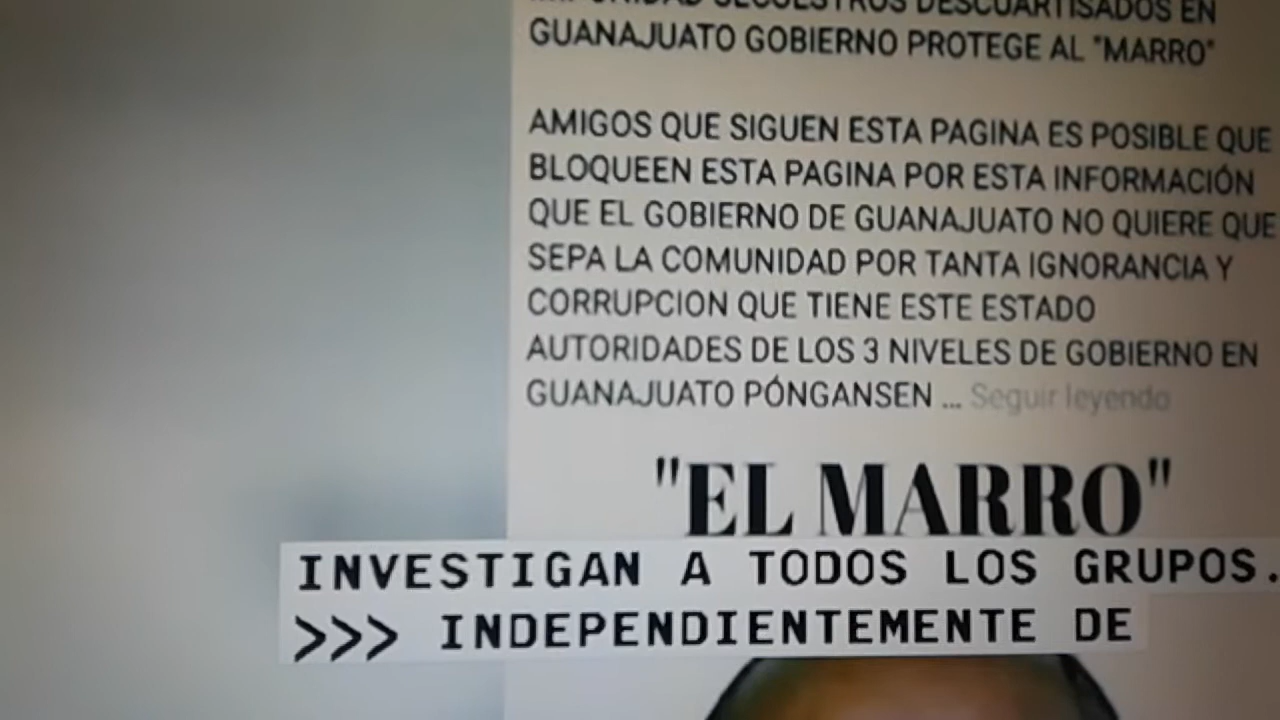 SECUESTROS DESCUARTISADOS EN
GUANAJUATO GOBIERNO PROTEGE AL "MARRO"
AMIGOS QUE SIGUEN ESTA PAGINA ES POSIBLE QUE
BLOQUEEN ESTA PAGINA POR ESTA INFORMACIÓN
QUE EL GOBIERNO DE GUANAJUATO NO QUIERE QUE
SEPA LA COMUNIDAD POR TANTA IGNORANCIA Y
CORRUPCION QUE TIENE ESTE ESTADO
AUTORIDADES DE LOS 3 NIVELES DE GOBIERNO EN
GUANAJUATO PÓNGANSEN ... Seguir leyendo
"EL MARRO"
INVESTIGAN A TODOS LOS GRUPOS.
>>> INDEPENDIENTEMENTE DE